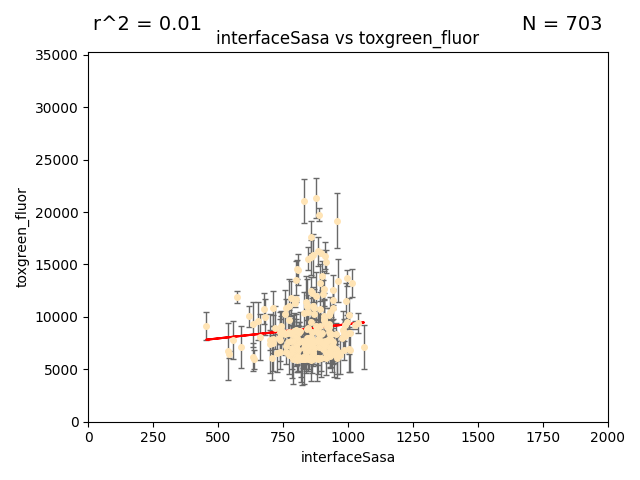 r^2 = 0.01
N = 703
interfaceSasa vs toxgreen_fluor
35000
30000
25000
20000
15000
10000
5000
0
toxgreen_fluor
0 250 500 750 1000 1250 1500 1750 2000
interfaceSasa